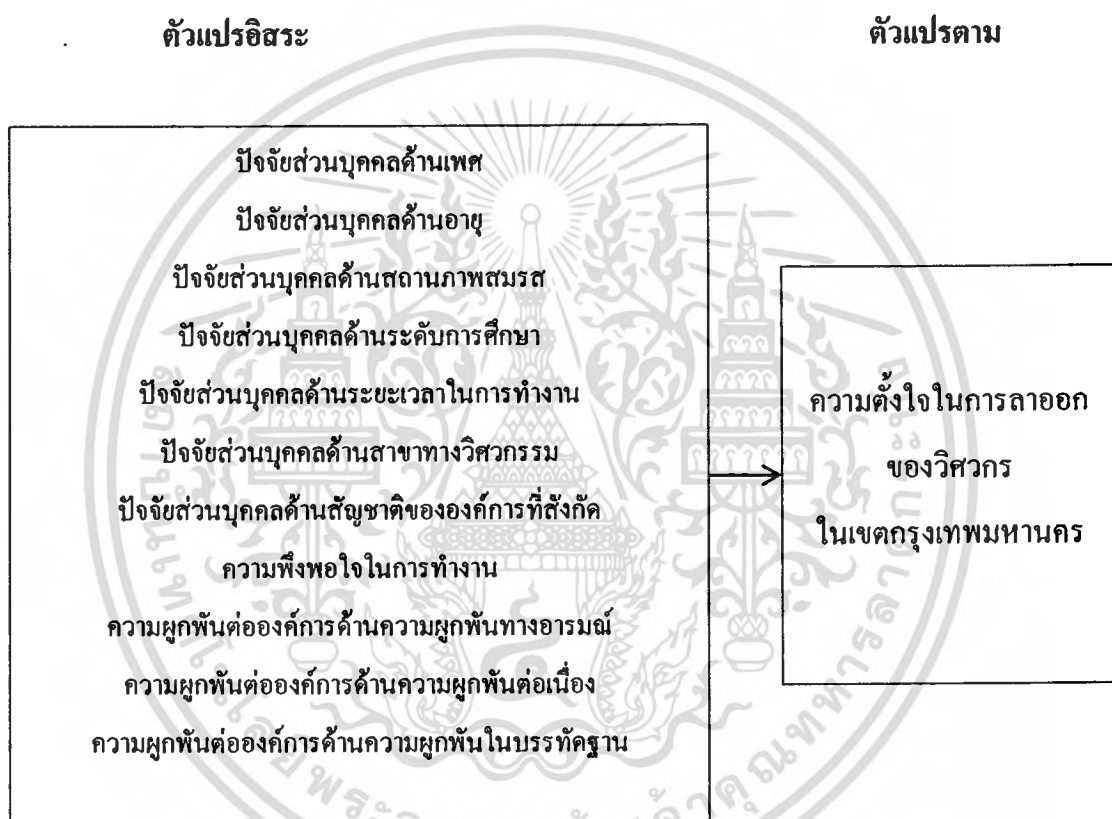 ตัวแปรอิสระ
ตัวแปรตาม
ปัจจัยส่วนบุคคลด้านเพศ
ปัจจัยส่วนบุคคลด้านอายุ
ปัจจัยส่วนบุคคลด้านสถานภาพสมรส
ปัจจัยส่วนบุคคลด้านระดับการศึกษา
ปัจจัยส่วนบุคคลด้านระยะเวลาในการทำงาน
ปัจจัยส่วนบุคคลด้านสาขาทางวิศวกรรม
ปัจจัยส่วนบุคคลด้านสัญชาติขององค์การที่สังกัด
ความพึงพอใจในการทำงาน
ความผูกพันต่อองค์การด้านความผูกพันทางอารมณ์
ความผูกพันต่อองค์การด้านความผูกพันต่อเนื่อง
ความผูกพันต่อองค์การด้านความผูกพันในบรรทัดฐาน
ความตั้งใจในการลาออก
ของวิศวกร
ในเขตกรุงเทพมหานคร